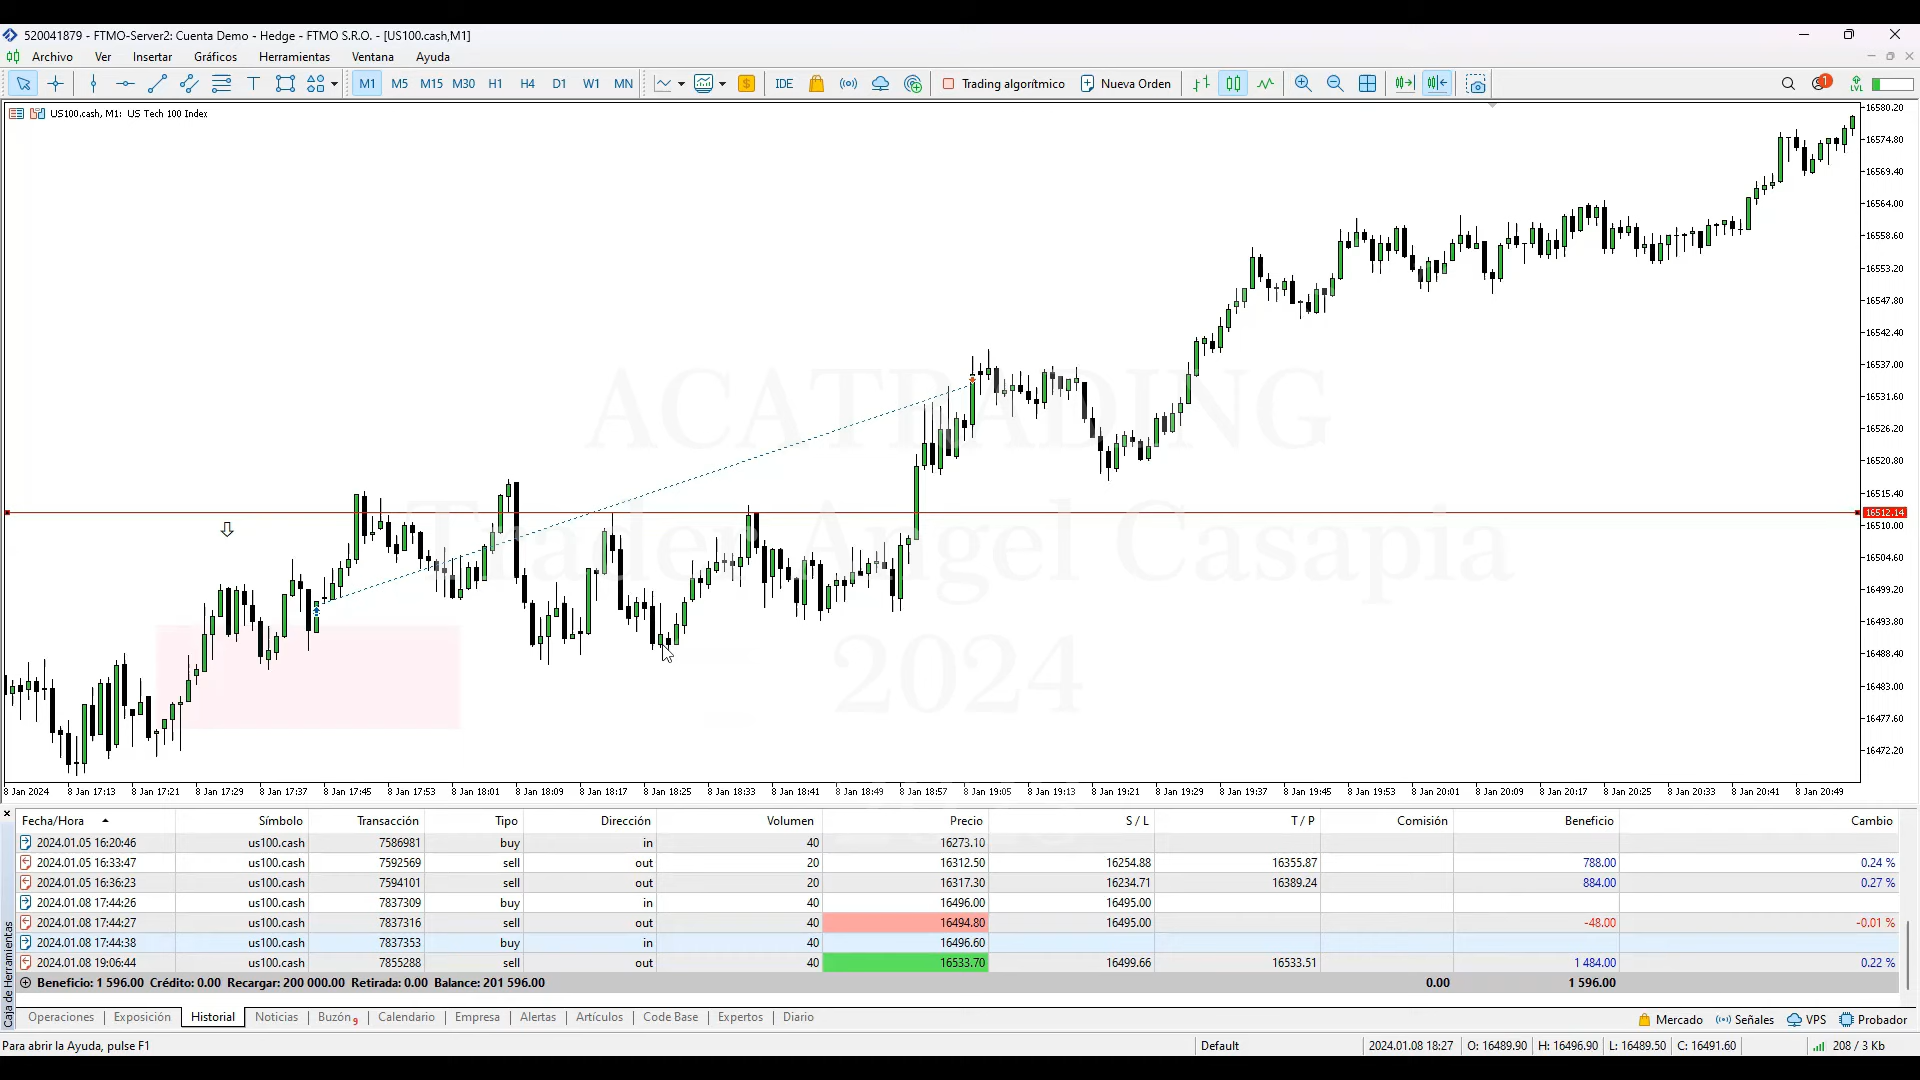 520041879 - FTMO-Server2: Cuenta Demo - Hedge - FTMO S.R.O. - [US100.cash,M1]
Archivo Ver Insertar Gráficos Herramientas Ventana Ayuda
M1 M5 M15 M30 H1 H4 D1 W1 MN IDE Trading algorítmico Nueva Orden 1 LVL
US100.cash, M1: US Tech 100 Index
16580.20
16574.80
16569.40
16564.00
16558.60
16553.20
16547.80
16542.40
16537.00
16531.60
16526.20
16520.80
16515.40
16512.14
16510.00
16504.60
16499.20
16493.80
16488.40
16483.00
16477.60
16472.20
ACATRADING
Trader Angel Casapia
2024
8 Jan 2024 8 Jan 17:13 8 Jan 17:21 8 Jan 17:29 8 Jan 17:37 8 Jan 17:45 8 Jan 17:53 8 Jan 18:01 8 Jan 18:09 8 Jan 18:17 8 Jan 18:25 8 Jan 18:33 8 Jan 18:41 8 Jan 18:49 8 Jan 18:57 8 Jan 19:05 8 Jan 19:13 8 Jan 19:21 8 Jan 19:29 8 Jan 19:37 8 Jan 19:45 8 Jan 19:53 8 Jan 20:01 8 Jan 20:09 8 Jan 20:17 8 Jan 20:25 8 Jan 20:33 8 Jan 20:41 8 Jan 20:49
Fecha/Hora Símbolo Transacción Tipo Dirección Volumen Precio S / L T / P Comisión Beneficio Cambio
2024.01.05 16:20:46 us100.cash 7586981 buy in 40 16273.10
2024.01.05 16:33:47 us100.cash 7592569 sell out 20 16312.50 16254.88 16355.87 788.00 0.24 %
2024.01.05 16:36:23 us100.cash 7594101 sell out 20 16317.30 16234.71 16389.24 884.00 0.27 %
2024.01.08 17:44:26 us100.cash 7837309 buy in 40 16496.00 16495.00
2024.01.08 17:44:27 us100.cash 7837316 sell out 40 16494.80 16495.00 -48.00 -0.01 %
2024.01.08 17:44:38 us100.cash 7837353 buy in 40 16496.60
2024.01.08 19:06:44 us100.cash 7855288 sell out 40 16533.70 16499.66 16533.51 1 484.00 0.22 %
Beneficio: 1 596.00 Crédito: 0.00 Recargar: 200 000.00 Retirada: 0.00 Balance: 201 596.00 0.00 1 596.00
Caja de Herramientas
Operaciones Exposición Historial Noticias Buzón 9 Calendario Empresa Alertas Artículos Code Base Expertos Diario Mercado Señales VPS Probador
Para abrir la Ayuda, pulse F1 Default 2024.01.08 18:27 O: 16489.90 H: 16496.90 L: 16489.50 C: 16491.60 208 / 3 Kb